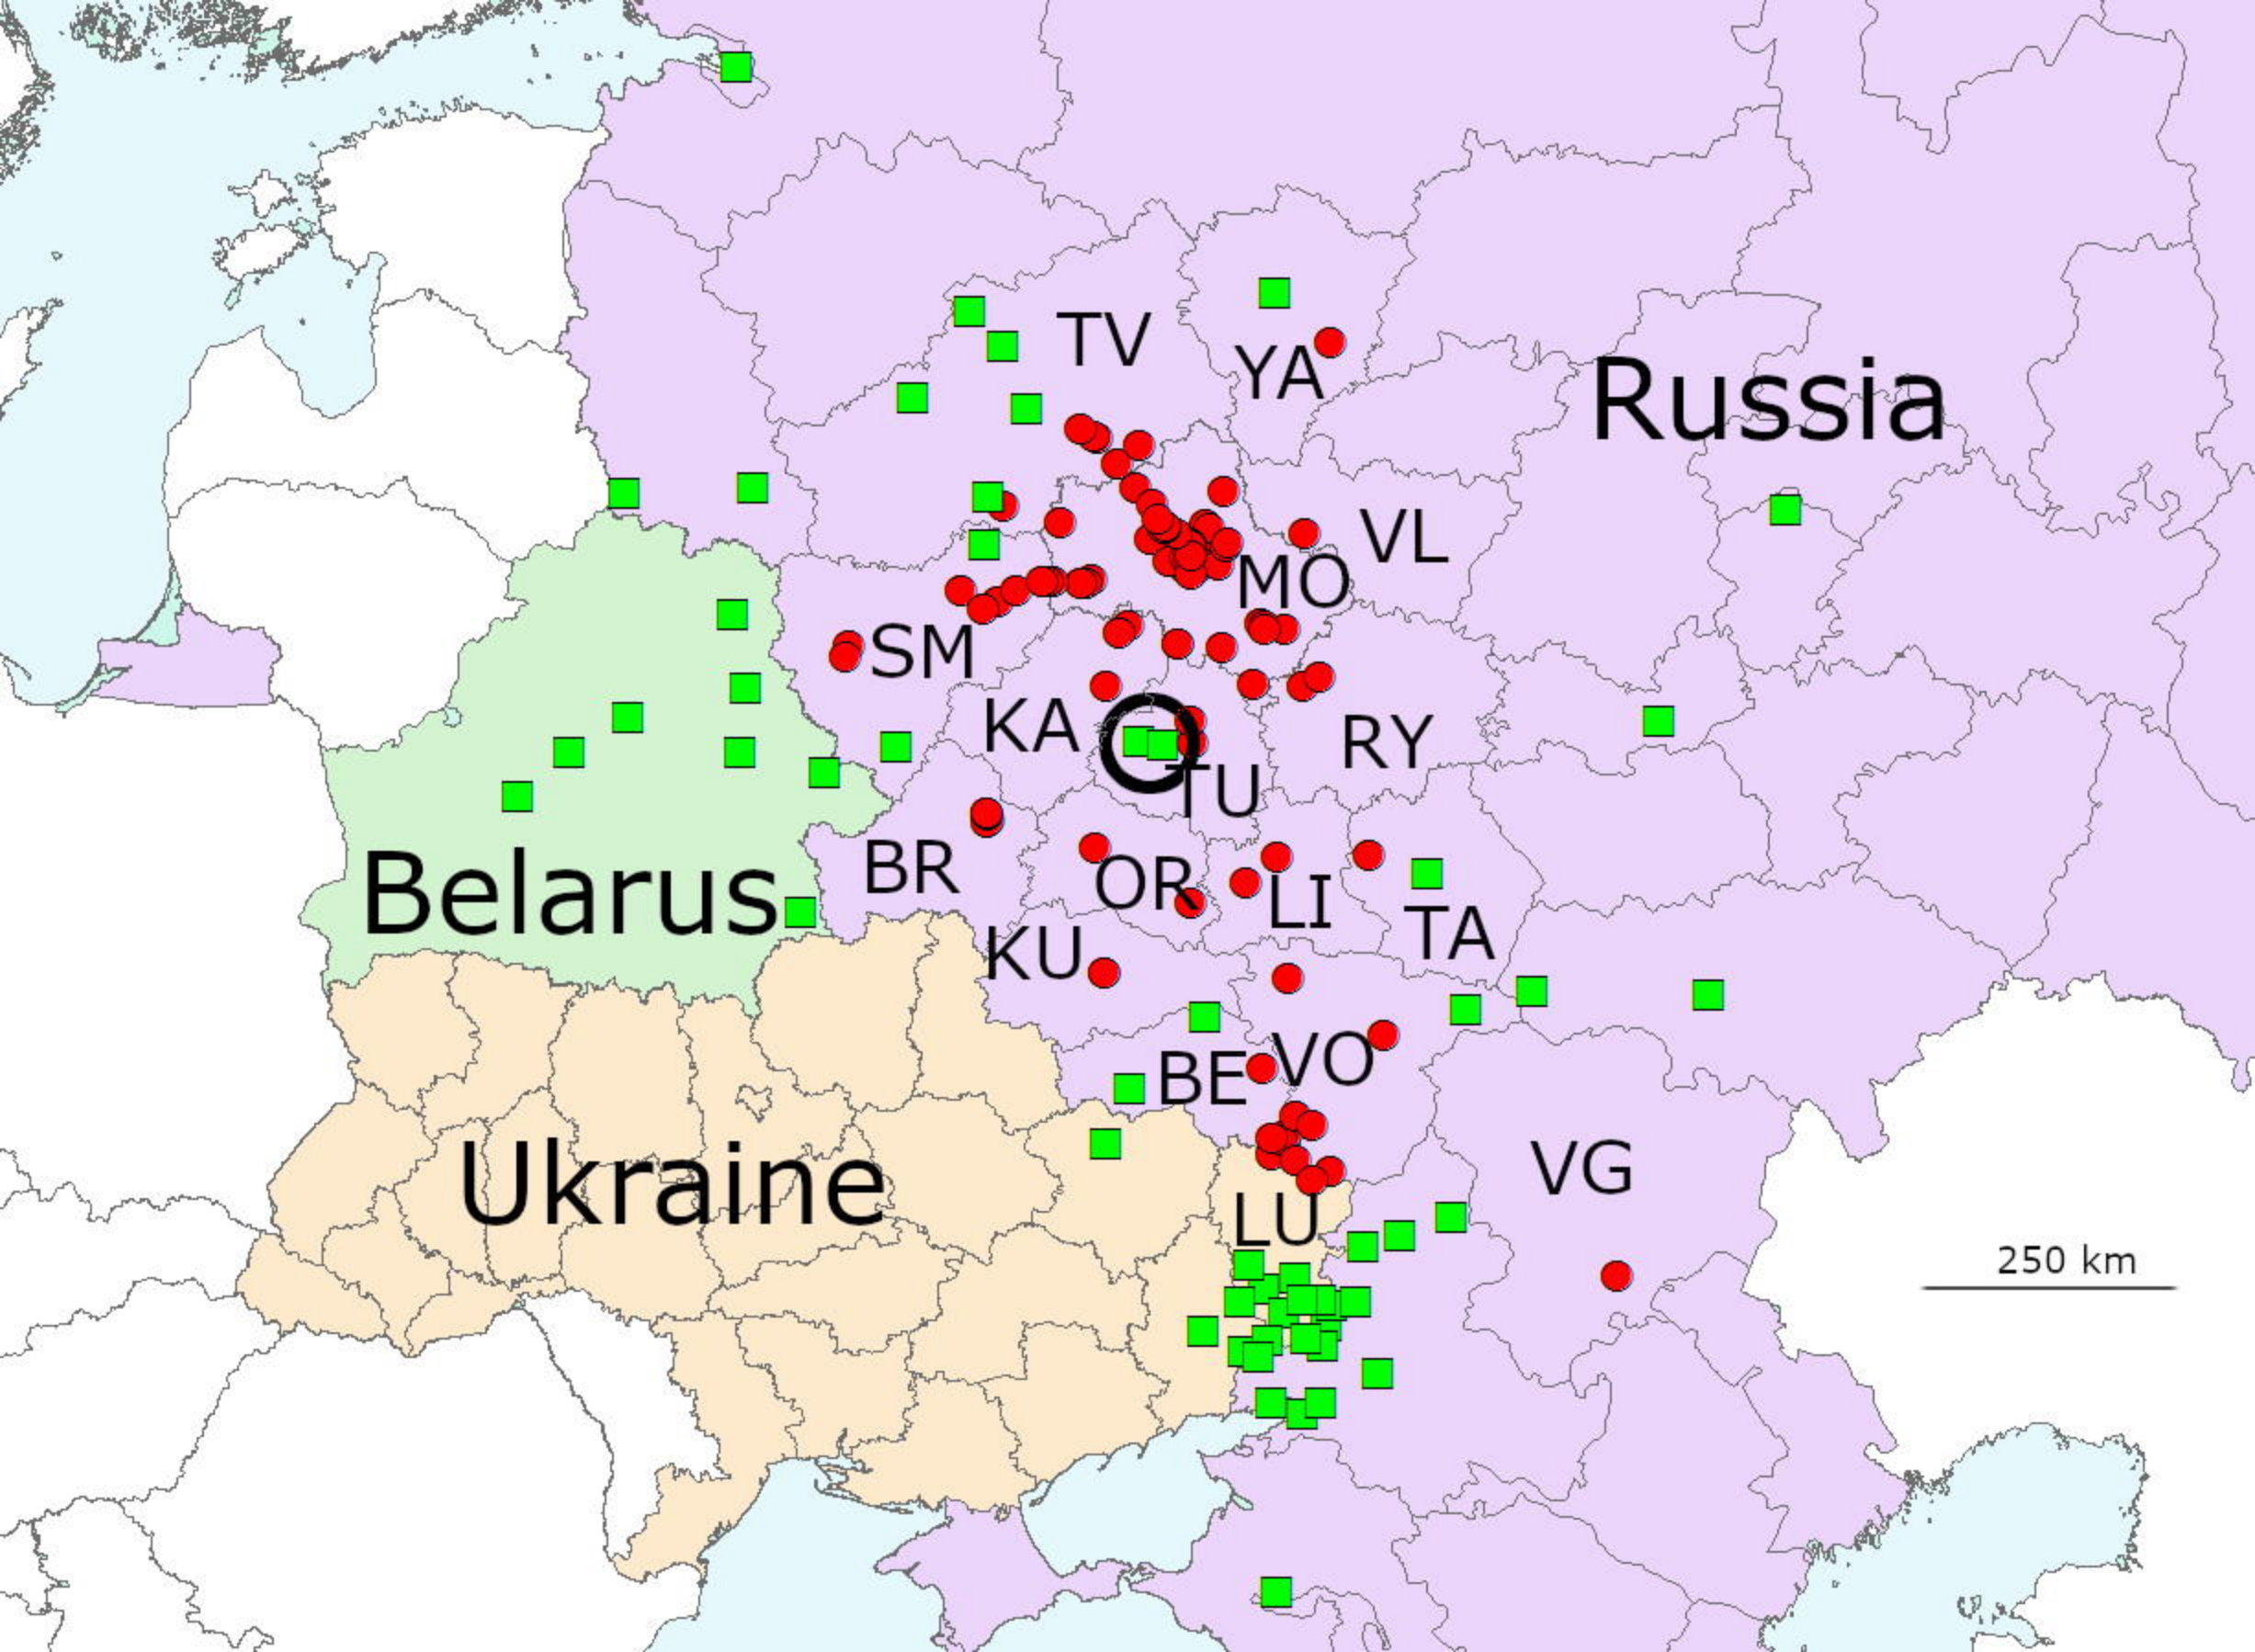 TV
YA
Russia
VL
MO
SM
KA
RY
TU
BR
OR
LI
Belarus
TA
KU
VO
BE
Ukraine
VG
LU
250 km